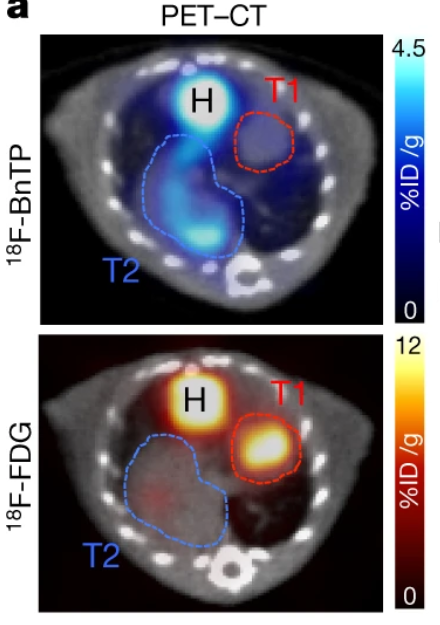 a
PET–CT
¹⁸F-BnTP
H
T1
T2
4.5
%ID /g
0
¹⁸F-FDG
H
T1
T2
12
%ID /g
0